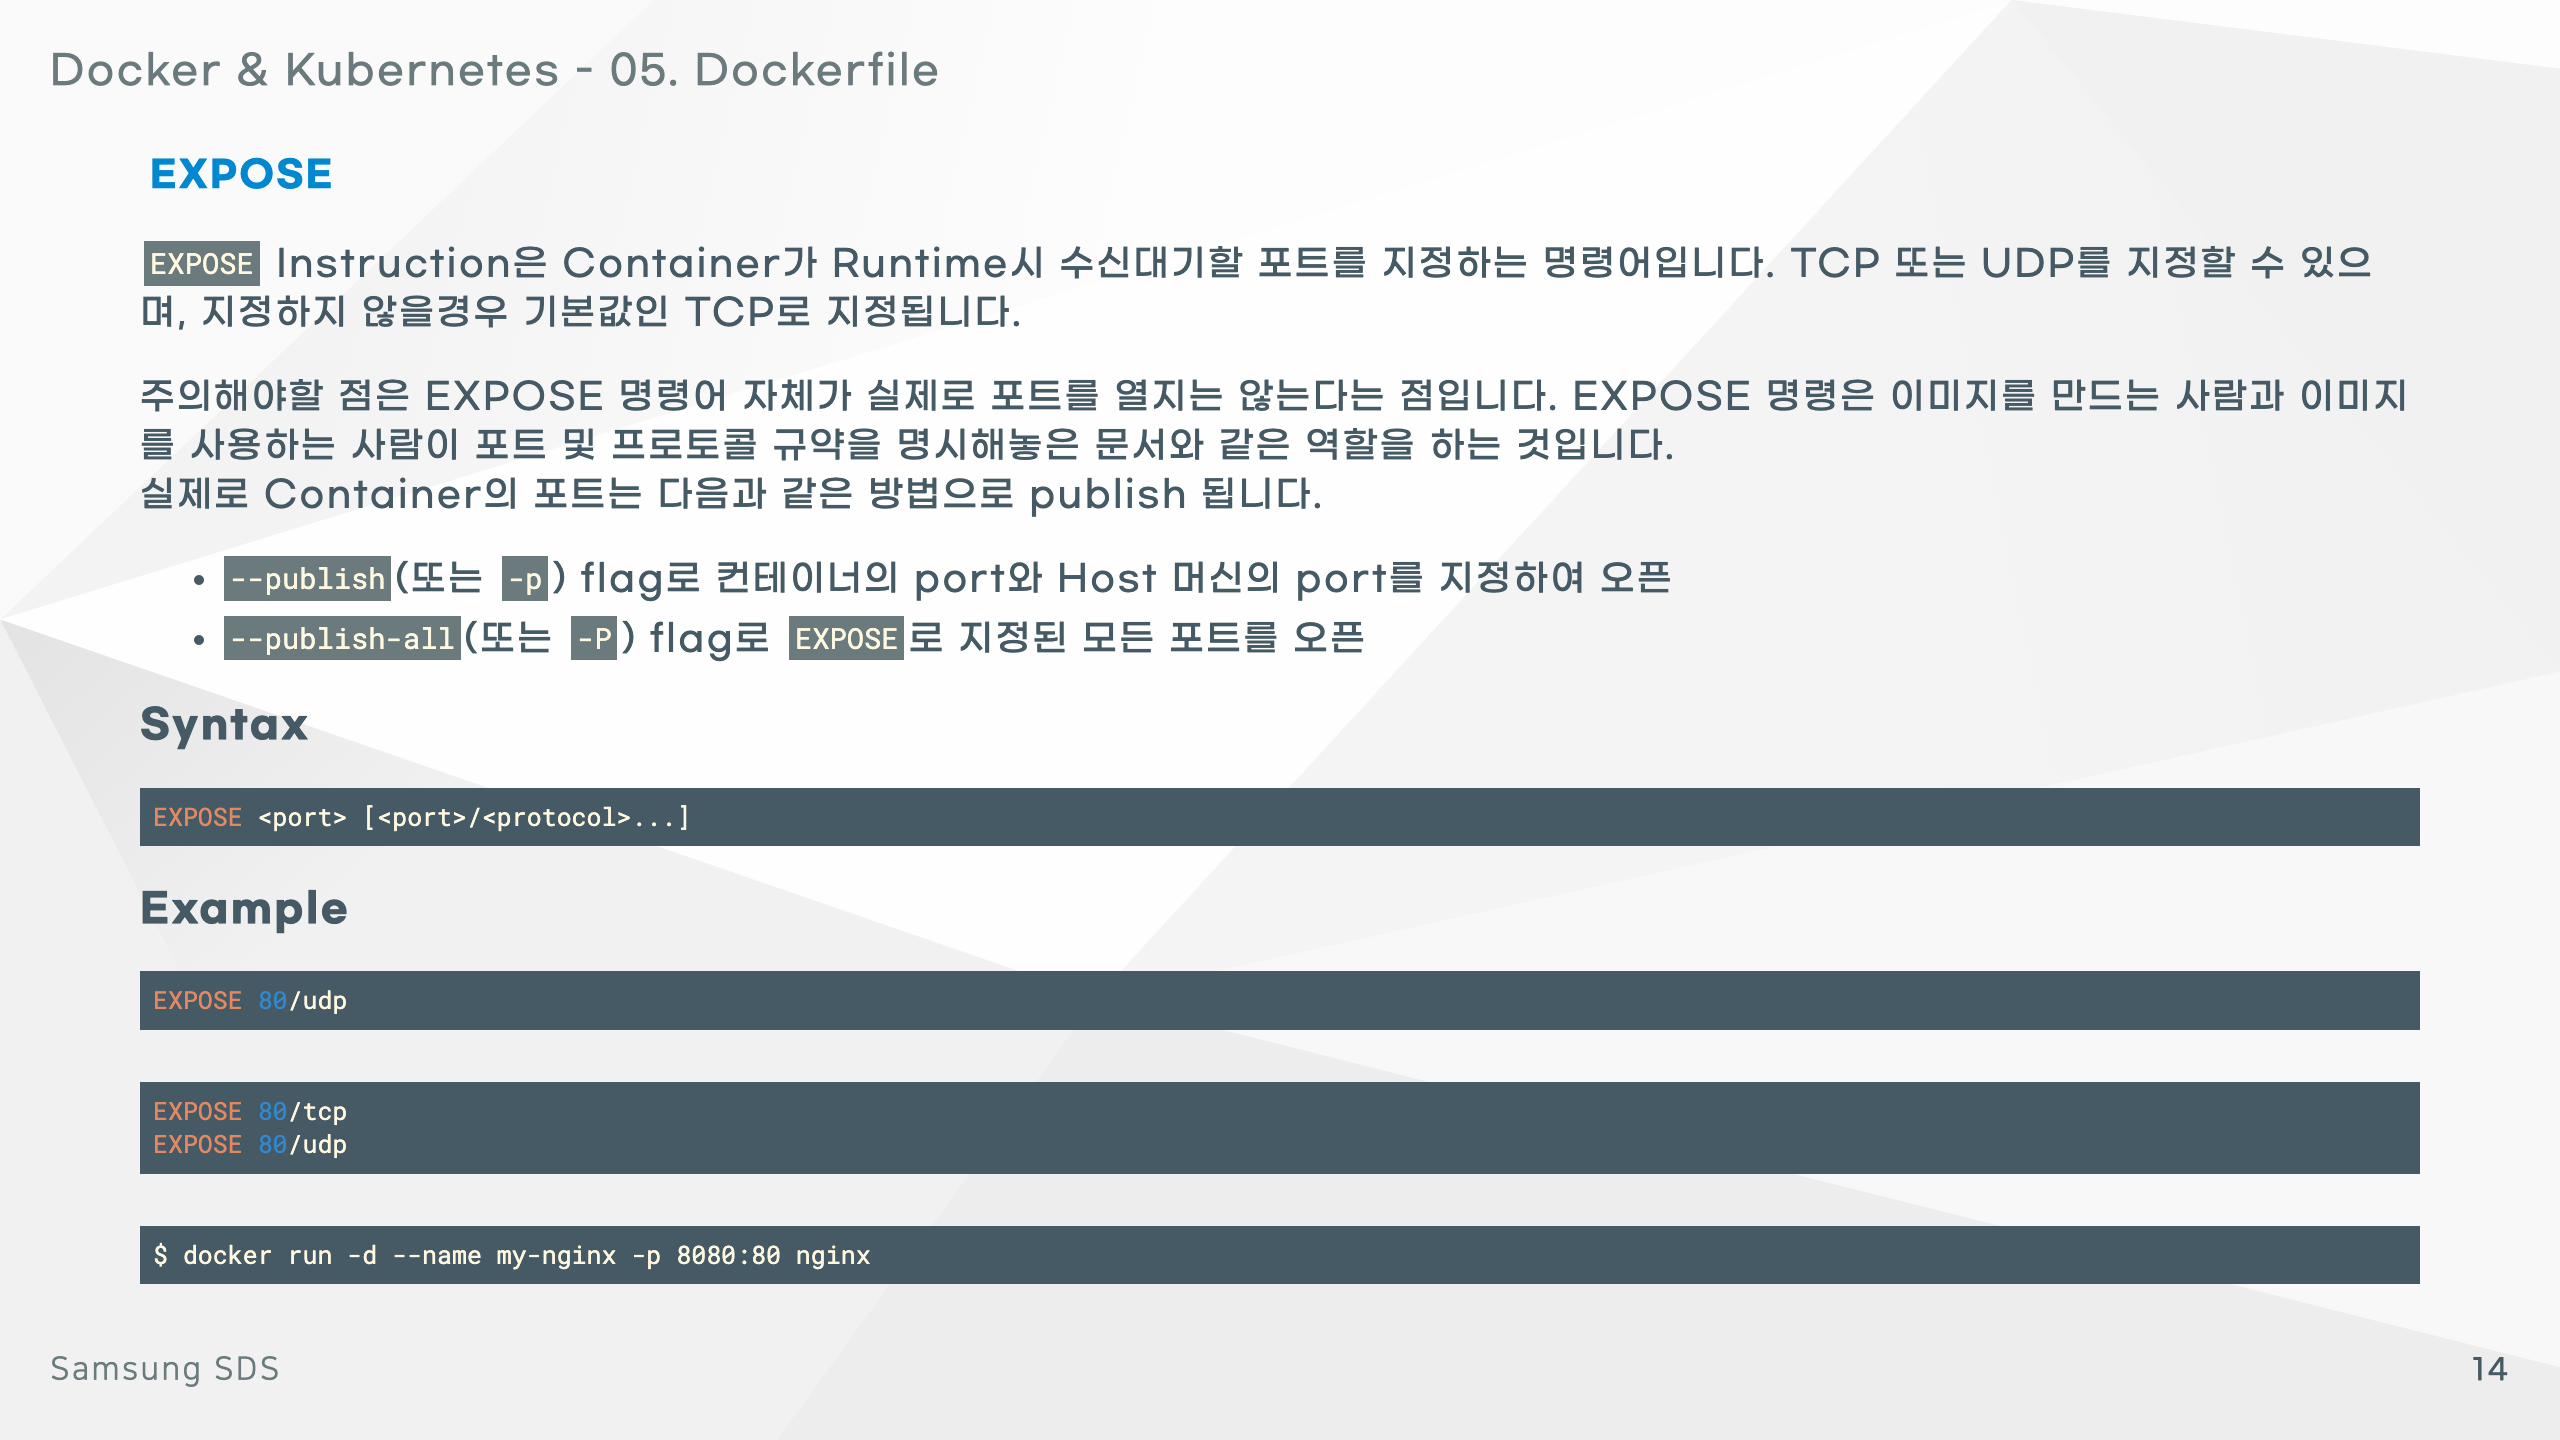 Docker & Kubernetes - 05. Dockerfile
EXPOSE
EXPOSE Instruction은 Container가 Runtime시 수신대기할 포트를 지정하는 명령어입니다. TCP 또는 UDP를 지정할 수 있으
며, 지정하지 않을경우 기본값인 TCP로 지정됩니다.
주의해야할 점은 EXPOSE 명령어 자체가 실제로 포트를 열지는 않는다는 점입니다. EXPOSE 명령은 이미지를 만드는 사람과 이미지
를 사용하는 사람이 포트 및 프로토콜 규약을 명시해놓은 문서와 같은 역할을 하는 것입니다.
실제로 Container의 포트는 다음과 같은 방법으로 publish 됩니다.
• --publish(또는 -p) flag로 컨테이너의 port와 Host 머신의 port를 지정하여 오픈
• --publish-all(또는 -P) flag로 EXPOSE로 지정된 모든 포트를 오픈
Syntax
EXPOSE <port> [<port>/<protocol>...]
Example
EXPOSE 80/udp
EXPOSE 80/tcp
EXPOSE 80/udp
$ docker run -d --name my-nginx -p 8080:80 nginx
Samsung SDS
14